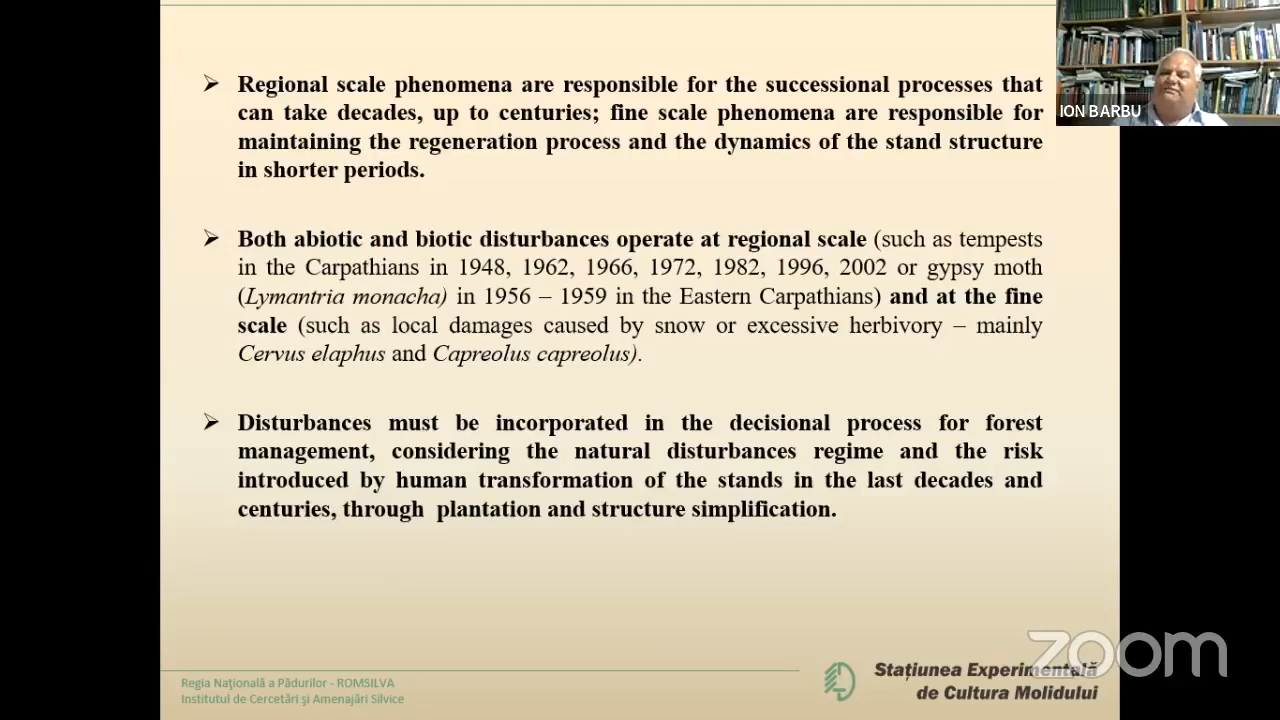 Regional scale phenomena are responsible for the successional processes that
can take decades, up to centuries; fine scale phenomena are responsible for
maintaining the regeneration process and the dynamics of the stand structure
in shorter periods.
Both abiotic and biotic disturbances operate at regional scale (such as tempests
in the Carpathians in 1948, 1962, 1966, 1972, 1982, 1996, 2002 or gypsy moth
(Lymantria monacha) in 1956 – 1959 in the Eastern Carpathians) and at the fine
scale (such as local damages caused by snow or excessive herbivory – mainly
Cervus elaphus and Capreolus capreolus).
Disturbances must be incorporated in the decisional process for forest
management, considering the natural disturbances regime and the risk
introduced by human transformation of the stands in the last decades and
centuries, through plantation and structure simplification.
ION BARBU
Regia Naţională a Pădurilor - ROMSILVA
Institutul de Cercetări şi Amenajări Silvice
Stațiunea Experimentală
de Cultura Molidului
zoom